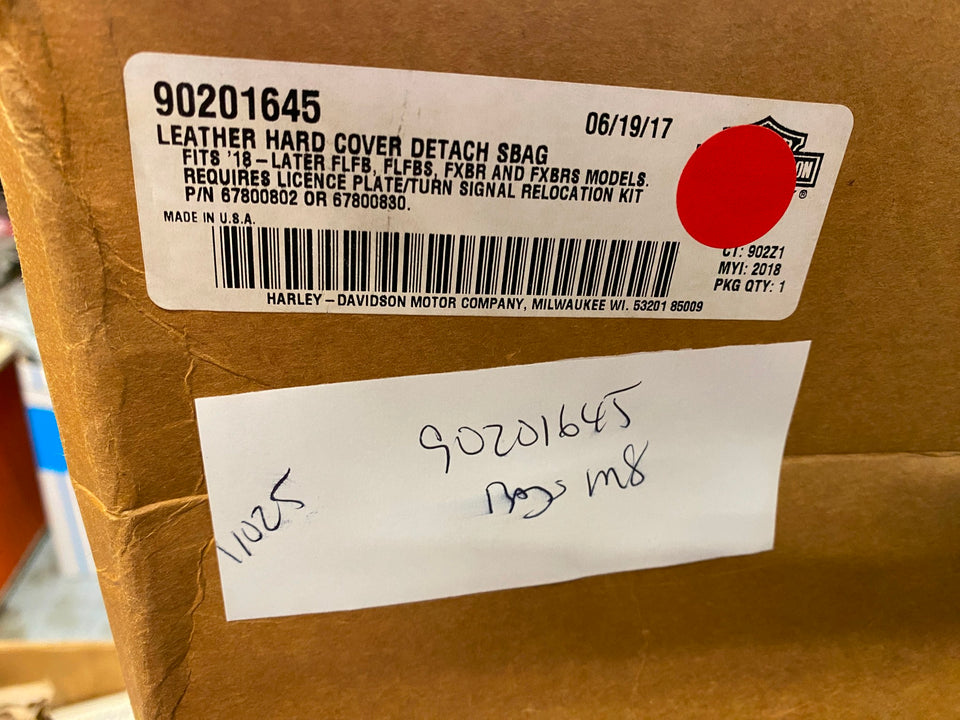 90201645
06/19/17
LEATHER HARD COVER DETACH SBAG
FITS '18-LATER FLFB, FLFBS, FXBR AND FXBRS MODELS.
REQUIRES LICENCE PLATE/TURN SIGNAL RELOCATION KIT
P/N 67800802 OR 67800830.
MADE IN U.S.A.
CT: 902Z1
MYI: 2018
PKG QTY: 1
HARLEY-DAVIDSON MOTOR COMPANY, MILWAUKEE WI. 53201 85009
90201645
Bags M8
11025